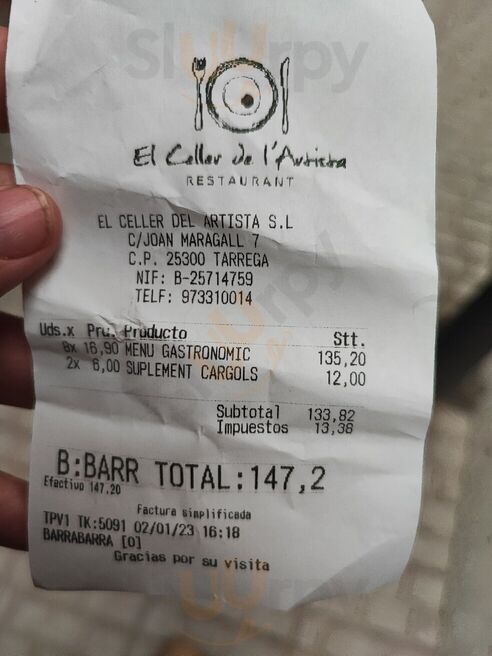 Slurrpy
El Celler de l'Artista
RESTAURANT
EL CELLER DEL ARTISTA S.L
C/JOAN MARAGALL 7
C.P. 25300 TARREGA
NIF: B-25714759
TELF: 973310014
Uds.x Pru. Producto Stt.
8x 16,90 MENU GASTRONOMIC 135,20
2x 6,00 SUPLEMENT CARGOLS 12,00
Subtotal 133,82
Impuestos 13,38
B:BARR TOTAL:147,2
Efectivo 147,20
Factura simplificada
TPV1 TK:5091 02/01/23 16:18
BARRABARRA [0]
Gracias por su visita